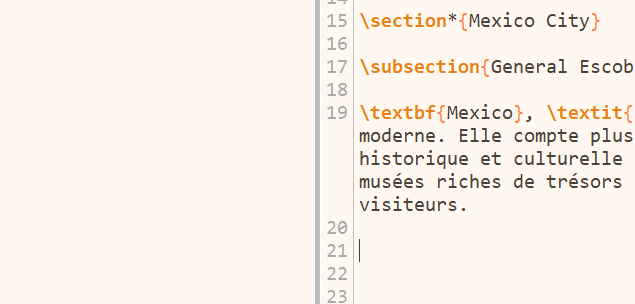 14
15 \section*{Mexico City}
16
17 \subsection{General Escob
18
19 \textbf{Mexico}, \textit{
moderne. Elle compte plus
historique et culturelle
musées riches de trésors
visiteurs.
20
21
22
23